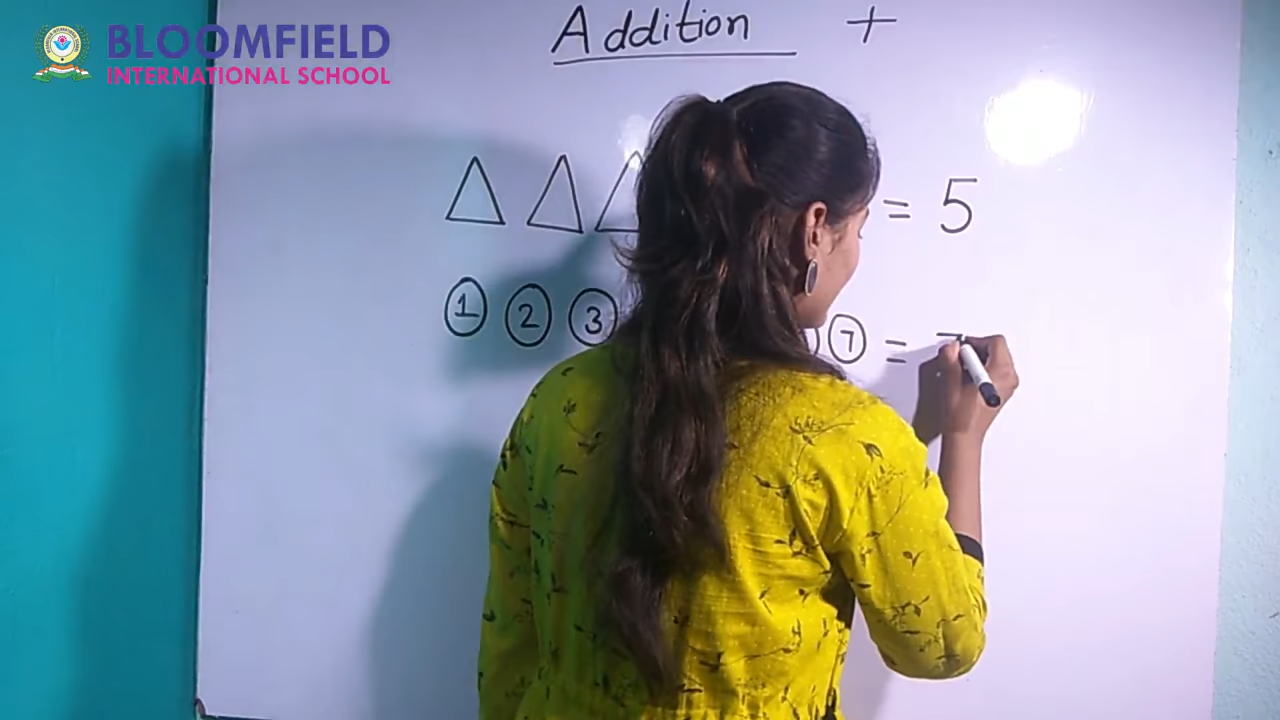 BLOOMFIELD
INTERNATIONAL SCHOOL
Addition +
= 5
1 2 3 7 =